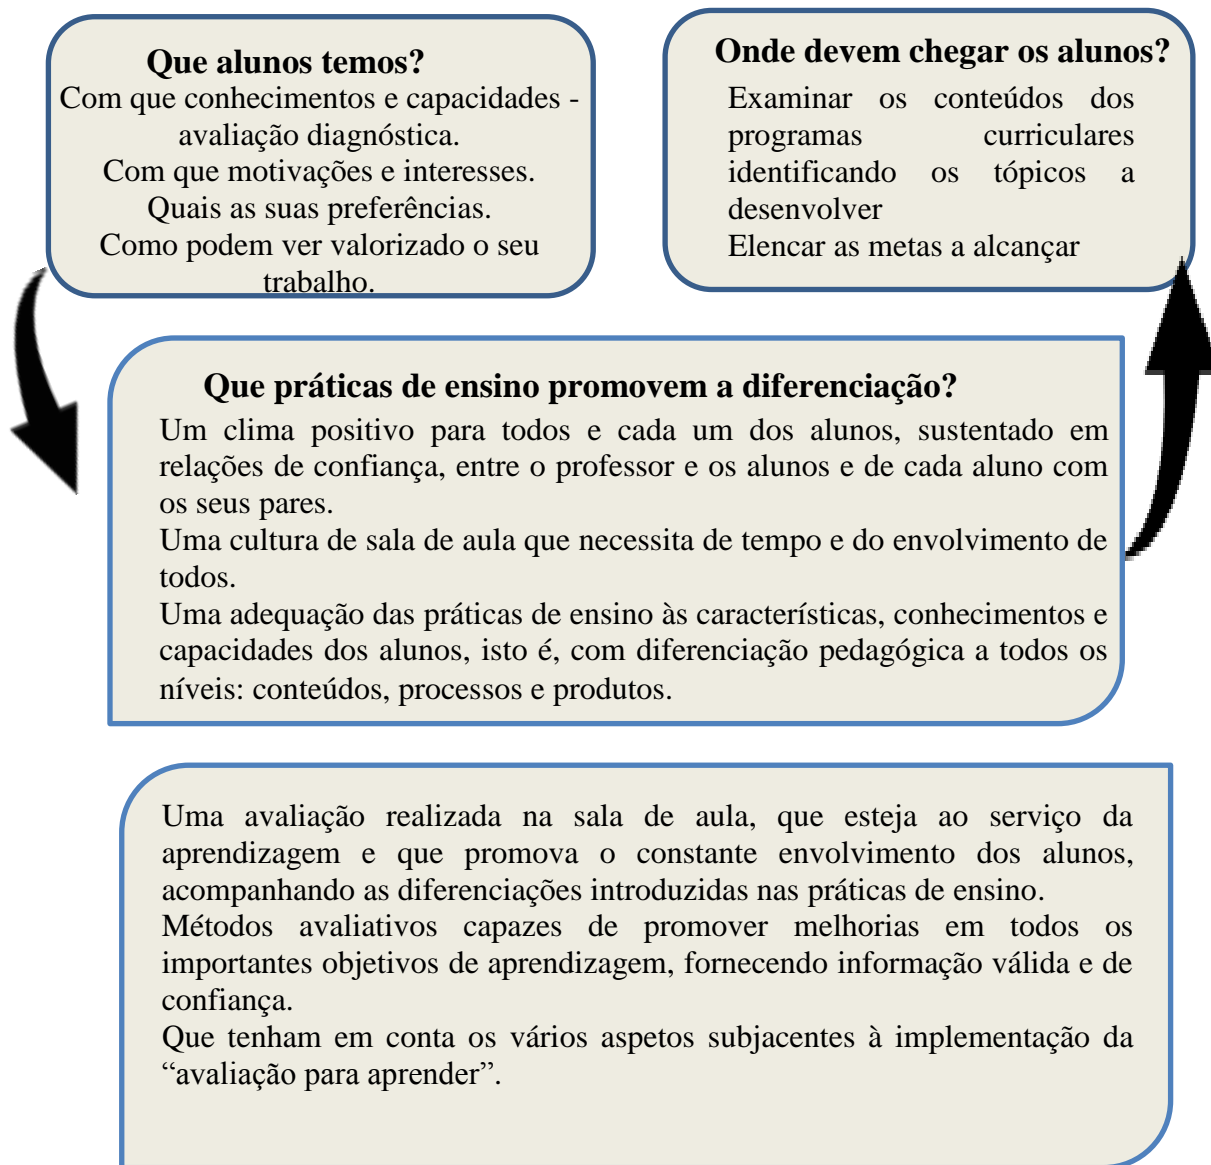 Que alunos temos?
Com que conhecimentos e capacidades -
avaliação diagnóstica.
Com que motivações e interesses.
Quais as suas preferências.
Como podem ver valorizado o seu
trabalho.
Onde devem chegar os alunos?
Examinar os conteúdos dos
programas curriculares
identificando os tópicos a
desenvolver
Elencar as metas a alcançar
Que práticas de ensino promovem a diferenciação?
Um clima positivo para todos e cada um dos alunos, sustentado em
relações de confiança, entre o professor e os alunos e de cada aluno com
os seus pares.
Uma cultura de sala de aula que necessita de tempo e do envolvimento de
todos.
Uma adequação das práticas de ensino às características, conhecimentos e
capacidades dos alunos, isto é, com diferenciação pedagógica a todos os
níveis: conteúdos, processos e produtos.
Uma avaliação realizada na sala de aula, que esteja ao serviço da
aprendizagem e que promova o constante envolvimento dos alunos,
acompanhando as diferenciações introduzidas nas práticas de ensino.
Métodos avaliativos capazes de promover melhorias em todos os
importantes objetivos de aprendizagem, fornecendo informação válida e de
confiança.
Que tenham em conta os vários aspetos subjacentes à implementação da
“avaliação para aprender”.